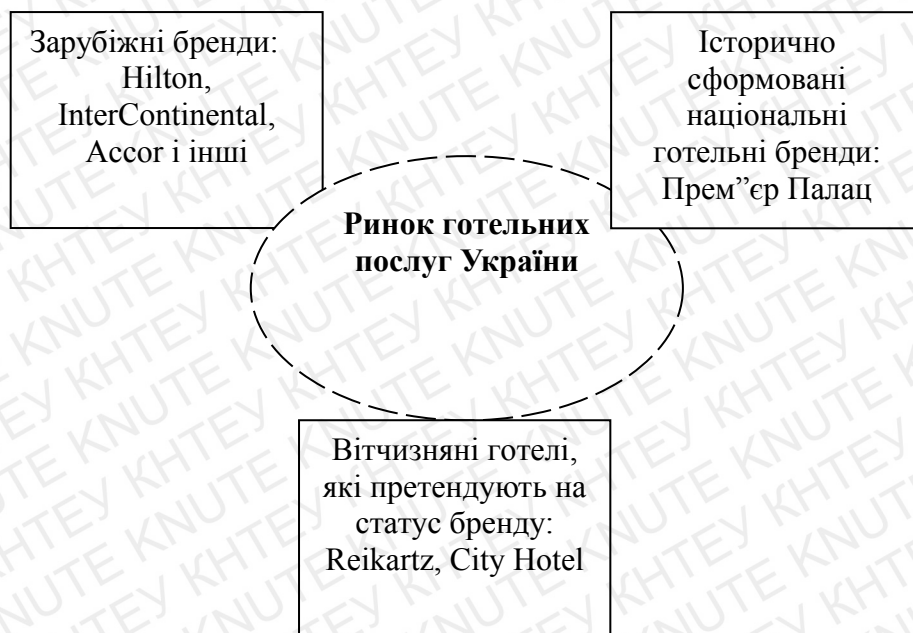 Зарубіжні бренди:
Hilton,
InterContinental,
Accor і інші
Історично
сформовані
національні
готельні бренди:
Прем”єр Палац
Ринок готельних
послуг України
Вітчизняні готелі,
які претендують на
статус бренду:
Reikartz, City Hotel